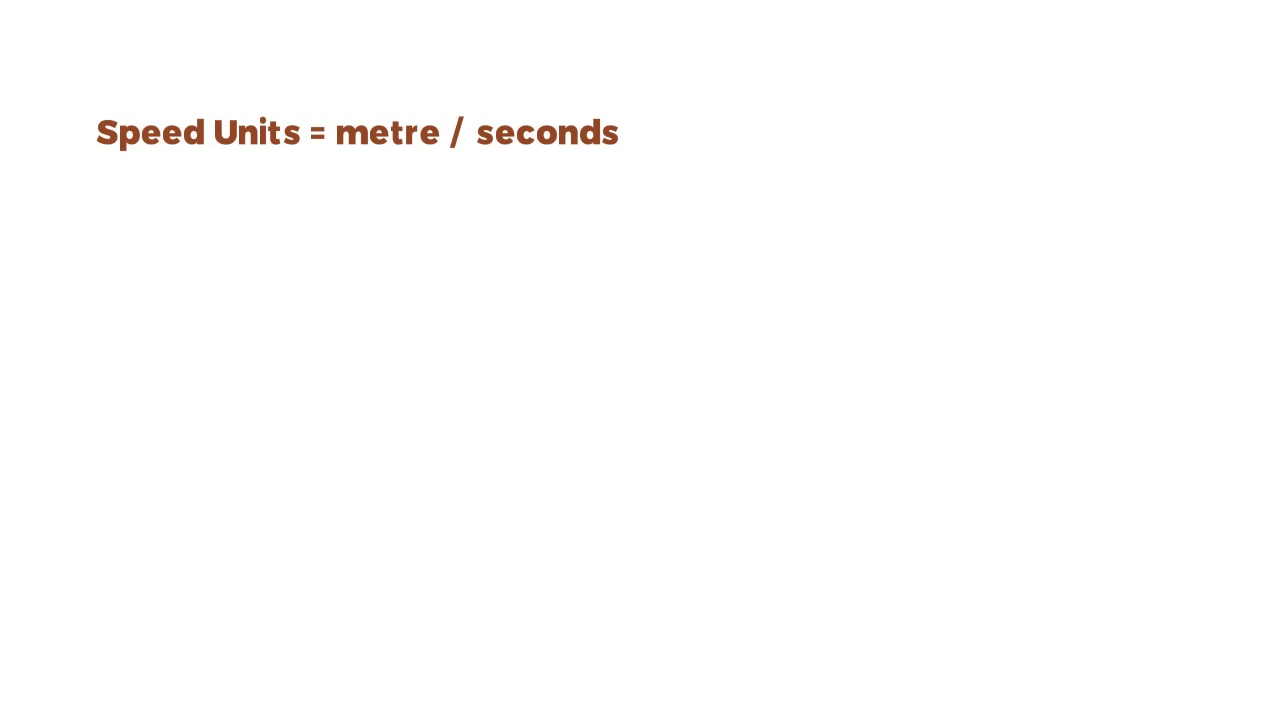 Speed Units = metre / seconds